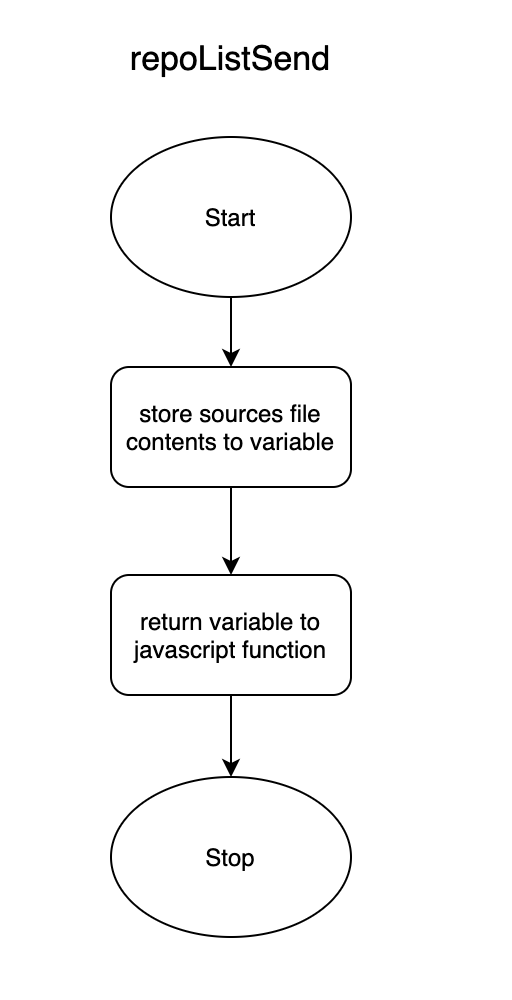 repoListSend
Start
store sources file
contents to variable
return variable to
javascript function
Stop